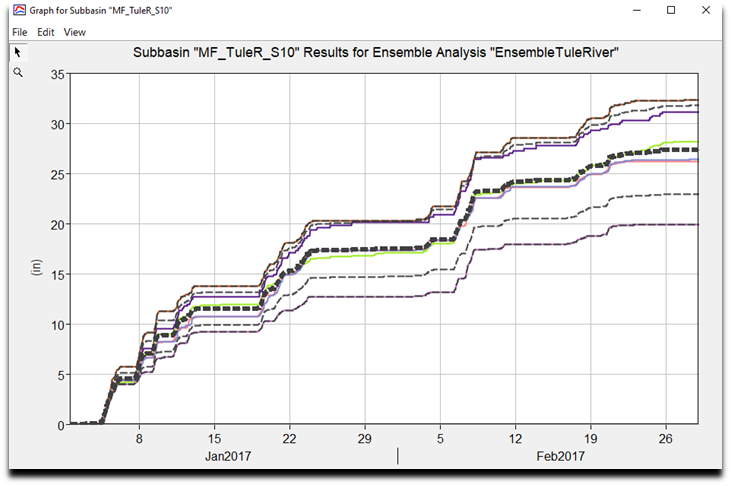 Graph for Subbasin "MF_TuleR_S10"
File Edit View
Subbasin "MF_TuleR_S10" Results for Ensemble Analysis "EnsembleTuleRiver"
35
30
25
20
(in)
15
10
5
0
8 15 22 29 5 12 19 26
Jan2017 Feb2017